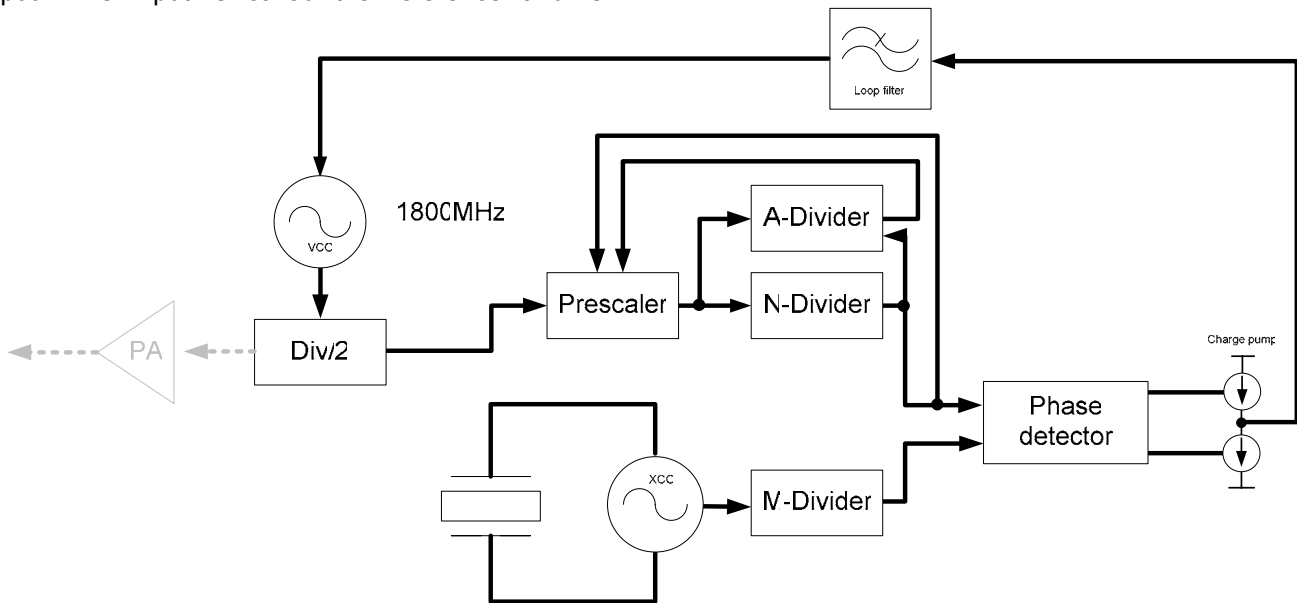 Loop filter
1800MHz
VCC
A-Divider
Prescaler
N-Divider
PA
Div/2
Charge pump
Phase
detector
XCC
M-Divider